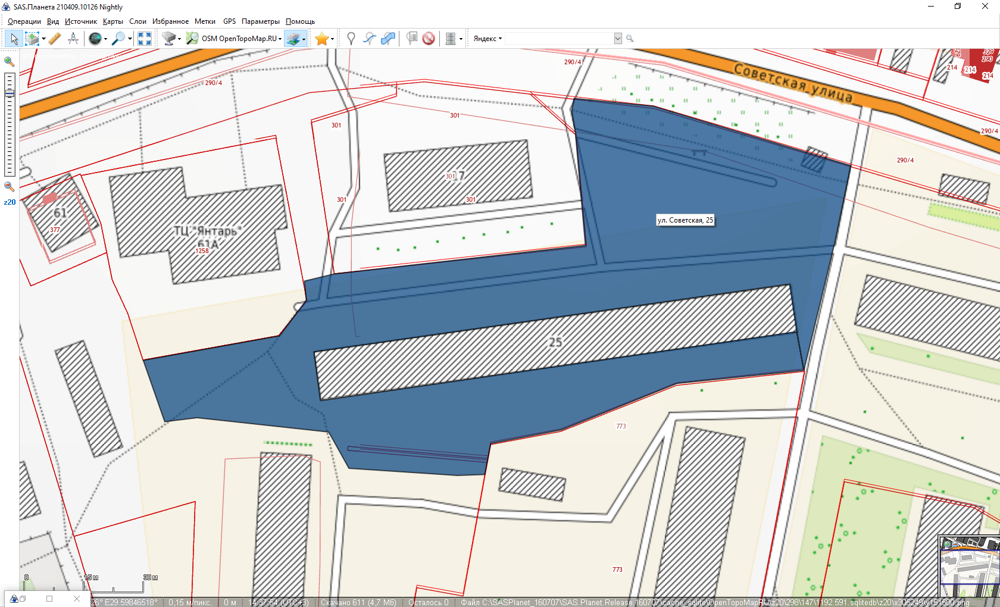 SAS.Планета 210409.10126 Nightly
Операции Вид Источник Карты Слои Избранное Метки GPS Параметры Помощь
OSM OpenTopoMap.RU
Яндекс
z20
290/4
290/4
Советская улица
329
290
214
214
214
290/4
290/4
301
301
301
17
301
301
61
377
ТЦ "Янтарь"
61А
1258
ул. Советская, 25
25
773
773
0 15 м 30 м
26° E29.59846518° 0,15 м/пикс. 0 м 14:37:54 (UTC+3) Скачано 611 (4,7 Мб) Осталось 0 Файл C:\SASPlanet_160707\SAS.Planet.Release.160707\cache_sqlite\OpenTopoMapRU\z20\298\147\1192.591.sqlitedb\z20\x305249\y151500.png